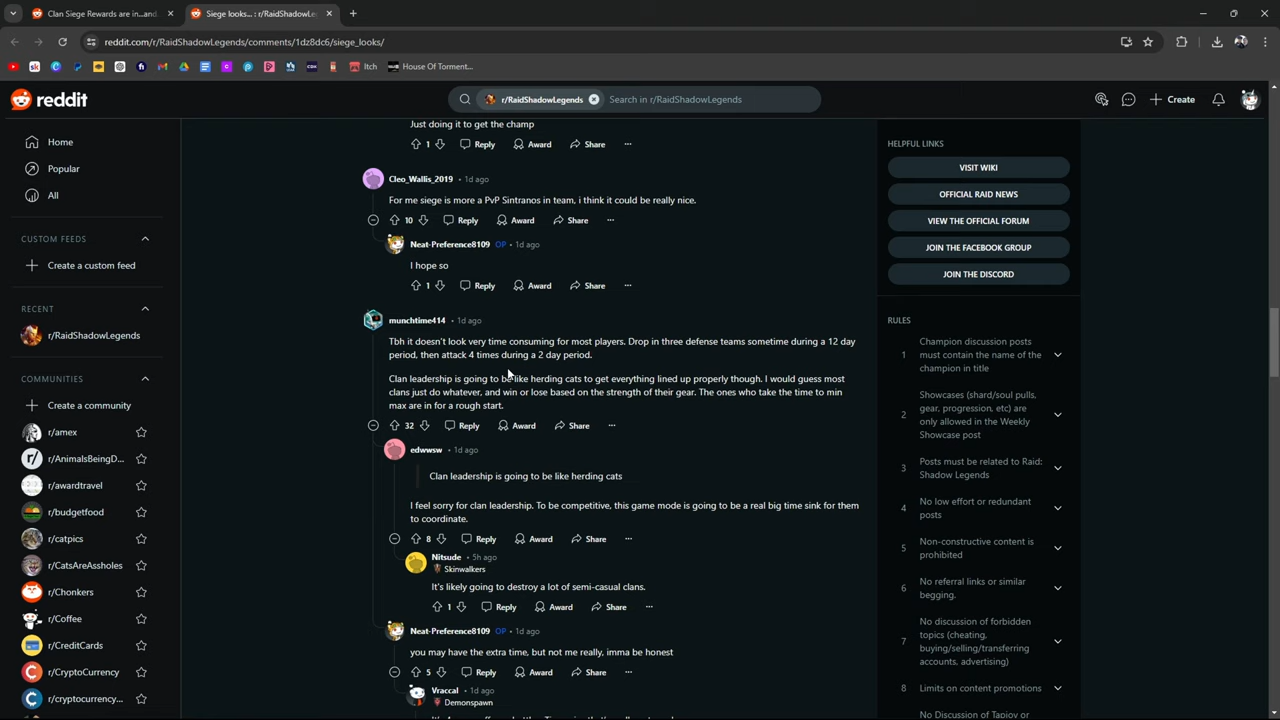 Clan Siege Rewards are in...and.
Siege looks... : r/RaidShadowLe
reddit.com/r/RaidShadowLegends/comments/1dz8dc6/siege_looks/
Itch
House Of Torment...
reddit
r/RaidShadowLegends
Search in r/RaidShadowLegends
Create
Home
Popular
All
CUSTOM FEEDS
Create a custom feed
RECENT
r/RaidShadowLegends
COMMUNITIES
Create a community
r/amex
r/AnimalsBeingD...
r/awardtravel
r/budgetfood
r/catpics
r/CatsAreAssholes
r/Chonkers
r/Coffee
r/CreditCards
r/CryptoCurrency
r/cryptocurrency...
Just doing it to get the champ
1 Reply Award Share ...
Cleo_Wallis_2019 • 1d ago
For me siege is more a PvP Sintranos in team, i think it could be really nice.
10 Reply Award Share ...
Neat-Preference8109 OP • 1d ago
I hope so
1 Reply Award Share ...
munchtime414 • 1d ago
Tbh it doesn't look very time consuming for most players. Drop in three defense teams sometime during a 12 day
period, then attack 4 times during a 2 day period.
Clan leadership is going to be like herding cats to get everything lined up properly though. I would guess most
clans just do whatever, and win or lose based on the strength of their gear. The ones who take the time to min
max are in for a rough start.
32 Reply Award Share ...
edwwsw • 1d ago
Clan leadership is going to be like herding cats
I feel sorry for clan leadership. To be competitive, this game mode is going to be a real big time sink for them
to coordinate.
8 Reply Award Share ...
Nitsude • 5h ago
Skinwalkers
It's likely going to destroy a lot of semi-casual clans.
1 Reply Award Share ...
Neat-Preference8109 OP • 1d ago
you may have the extra time, but not me really, imma be honest
5 Reply Award Share ...
Vraccal • 1d ago
Demonspawn
HELPFUL LINKS
VISIT WIKI
OFFICIAL RAID NEWS
VIEW THE OFFICIAL FORUM
JOIN THE FACEBOOK GROUP
JOIN THE DISCORD
RULES
1 Champion discussion posts
must contain the name of the
champion in title
2 Showcases (shard/soul pulls,
gear, progression, etc) are
only allowed in the Weekly
Showcase post
3 Posts must be related to Raid:
Shadow Legends
4 No low effort or redundant
posts
5 Non-constructive content is
prohibited
6 No referral links or similar
begging.
7 No discussion of forbidden
topics (cheating,
buying/selling/transferring
accounts, advertising)
8 Limits on content promotions
No Discussion of Tapjoy or